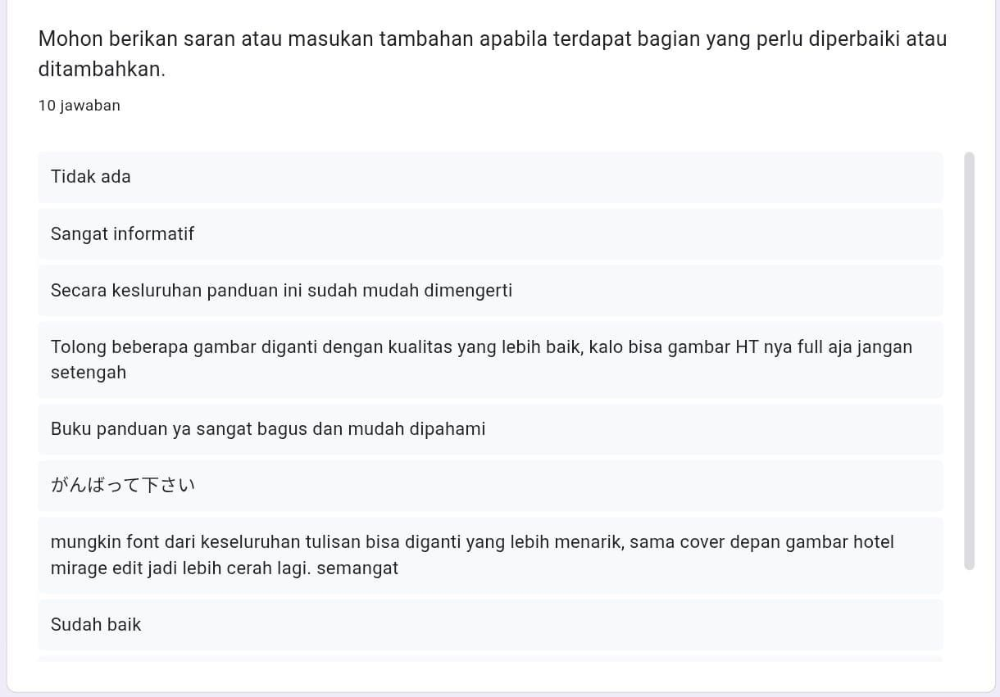 Mohon berikan saran atau masukan tambahan apabila terdapat bagian yang perlu diperbaiki atau
ditambahkan.
10 jawaban
Tidak ada
Sangat informatif
Secara kesluruhan panduan ini sudah mudah dimengerti
Tolong beberapa gambar diganti dengan kualitas yang lebih baik, kalo bisa gambar HT nya full aja jangan
setengah
Buku panduan ya sangat bagus dan mudah dipahami
がんばって下さい
mungkin font dari keseluruhan tulisan bisa diganti yang lebih menarik, sama cover depan gambar hotel
mirage edit jadi lebih cerah lagi. semangat
Sudah baik